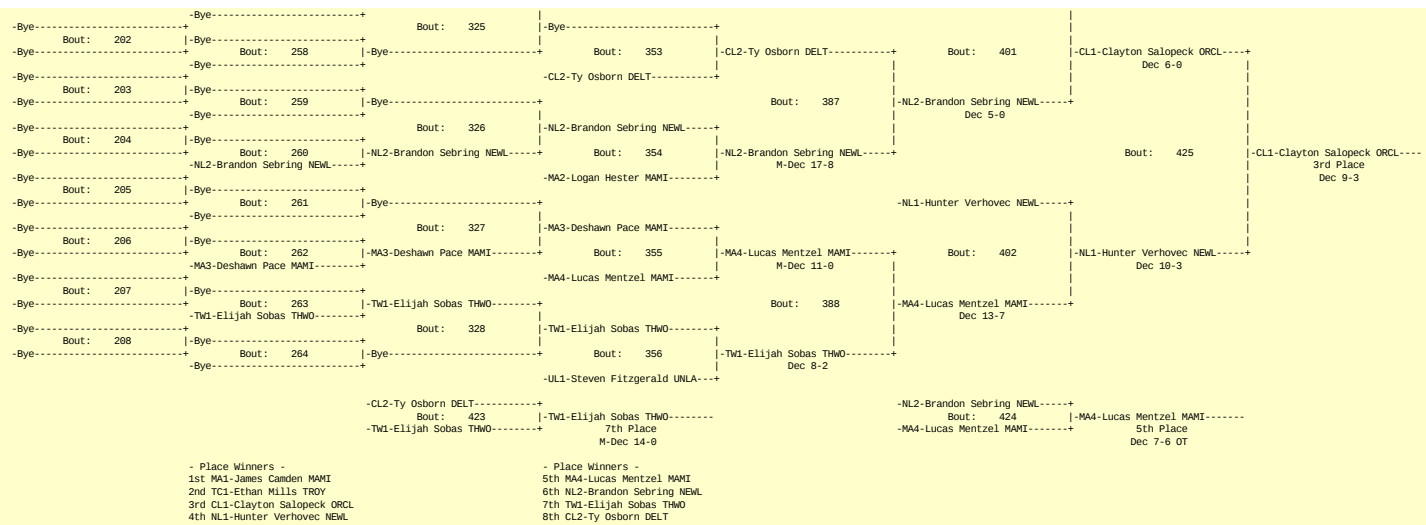 -Bye------------------------+ | |
-Bye------------------------+ Bout: 325 |-Bye------------------------+ |
Bout: 202 |-Bye------------------------+ | | |
-Bye------------------------+ Bout: 258 |-Bye------------------------+ Bout: 353 |-CL2-Ty Osborn DELT----------+ Bout: 401 |-CL1-Clayton Salopeck ORCL----+
-Bye------------------------+ | | | Dec 6-0 |
-Bye------------------------+ -CL2-Ty Osborn DELT----------+ | | |
Bout: 203 |-Bye------------------------+ | | |
-Bye------------------------+ Bout: 259 |-Bye------------------------+ Bout: 387 |-NL2-Brandon Sebring NEWL-----+ |
-Bye------------------------+ | | Dec 5-0 |
-Bye------------------------+ Bout: 326 |-NL2-Brandon Sebring NEWL-----+ | |
Bout: 204 |-Bye------------------------+ | | | |
-Bye------------------------+ Bout: 260 |-NL2-Brandon Sebring NEWL-----+ Bout: 354 |-NL2-Brandon Sebring NEWL-----+ Bout: 425 |-CL1-Clayton Salopeck ORCL----
-NL2-Brandon Sebring NEWL-----+ | M-Dec 17-8 | 3rd Place
-Bye------------------------+ -MA2-Logan Hester MAMI-------+ | Dec 9-3
Bout: 205 |-Bye------------------------+ |
-Bye------------------------+ Bout: 261 |-Bye------------------------+ -NL1-Hunter Verhovec NEWL-----+ |
-Bye------------------------+ | | |
-Bye------------------------+ Bout: 327 |-MA3-Deshawn Pace MAMI-------+ | |
Bout: 206 |-Bye------------------------+ | | | |
-Bye------------------------+ Bout: 262 |-MA3-Deshawn Pace MAMI-------+ Bout: 355 |-MA4-Lucas Mentzel MAMI-------+ Bout: 402 |-NL1-Hunter Verhovec NEWL-----+
-MA3-Deshawn Pace MAMI-------+ | M-Dec 11-0 | | Dec 10-3
-Bye------------------------+ -MA4-Lucas Mentzel MAMI-------+ | |
Bout: 207 |-Bye------------------------+ | |
-Bye------------------------+ Bout: 263 |-TW1-Elijah Sobas THWO--------+ Bout: 388 |-MA4-Lucas Mentzel MAMI-------+
-TW1-Elijah Sobas THWO--------+ | | Dec 13-7
-Bye------------------------+ Bout: 328 |-TW1-Elijah Sobas THWO--------+ |
Bout: 208 |-Bye------------------------+ | | |
-Bye------------------------+ Bout: 264 |-Bye------------------------+ Bout: 356 |-TW1-Elijah Sobas THWO--------+
-Bye------------------------+ | Dec 8-2
-UL1-Steven Fitzgerald UNLA---+
-CL2-Ty Osborn DELT----------+ -NL2-Brandon Sebring NEWL-----+
Bout: 423 |-TW1-Elijah Sobas THWO-------- Bout: 424 |-MA4-Lucas Mentzel MAMI-------
-TW1-Elijah Sobas THWO--------+ 7th Place -MA4-Lucas Mentzel MAMI-------+ 5th Place
M-Dec 14-0 Dec 7-6 OT
- Place Winners - - Place Winners -
1st MA1-James Camden MAMI 5th MA4-Lucas Mentzel MAMI
2nd TC1-Ethan Mills TROY 6th NL2-Brandon Sebring NEWL
3rd CL1-Clayton Salopeck ORCL 7th TW1-Elijah Sobas THWO
4th NL1-Hunter Verhovec NEWL 8th CL2-Ty Osborn DELT